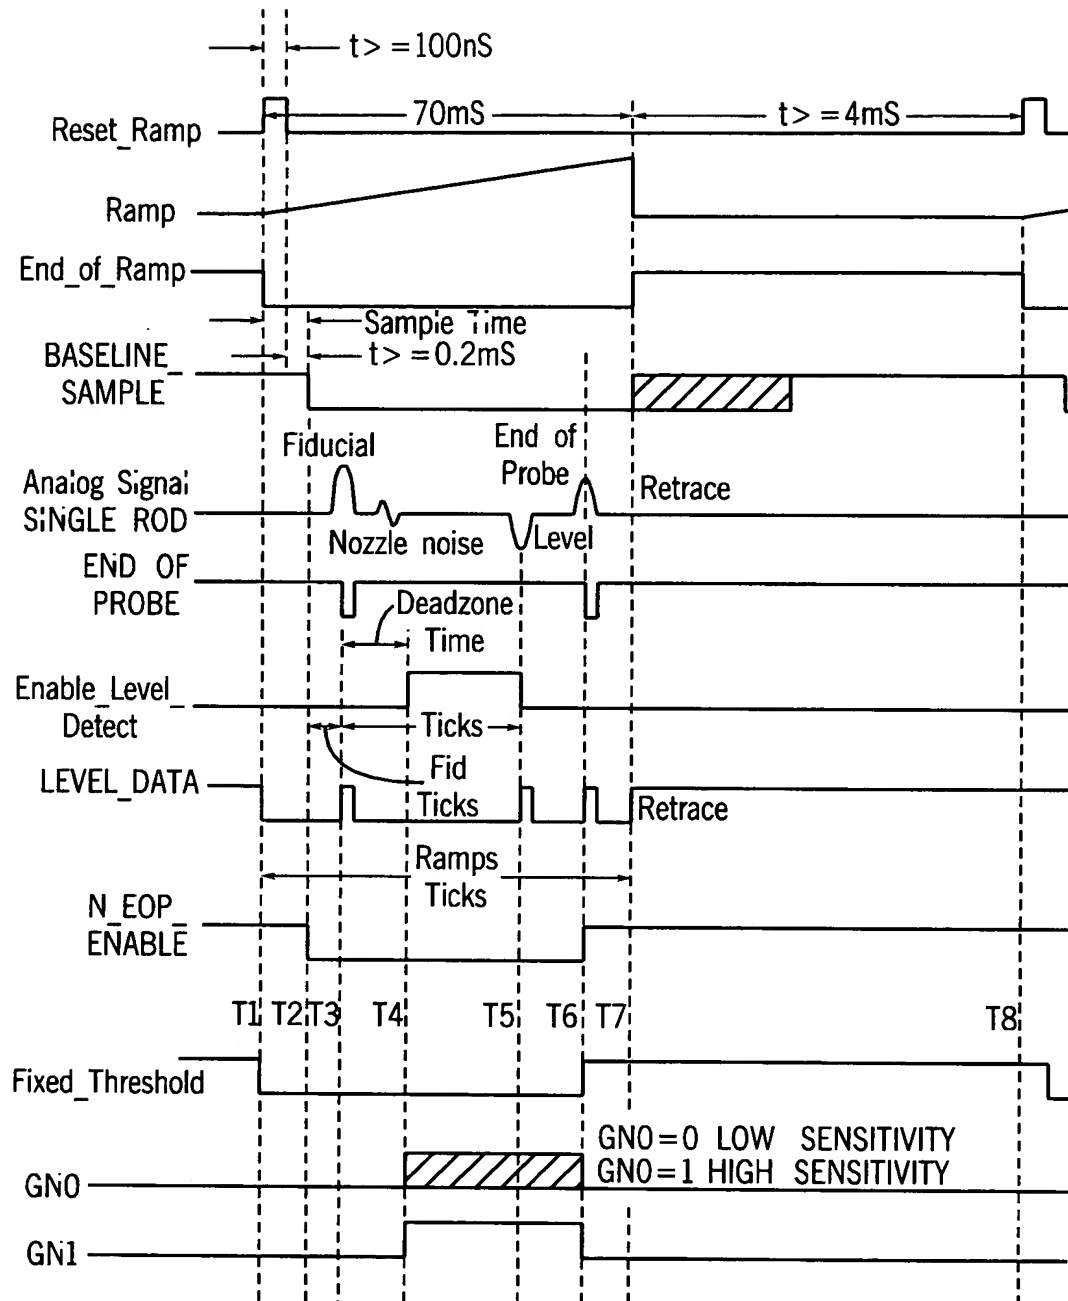 t> =100nS
Reset_Ramp
70mS
t> =4mS
Ramp
End_of_Ramp
Sample Time
BASELINE_
SAMPLE
t> =0.2mS
Fiducial
End of
Probe
Analog Signal
SINGLE ROD
Retrace
Nozzle noise
Level
END OF
PROBE
Deadzone
Time
Enable_Level_
Detect
Ticks
Fid
Ticks
LEVEL_DATA
Retrace
Ramps
Ticks
N_EOP_
ENABLE
T1 T2 T3 T4 T5 T6 T7 T8
Fixed_Threshold
GN0=0 LOW SENSITIVITY
GN0=1 HIGH SENSITIVITY
GN0
GN1